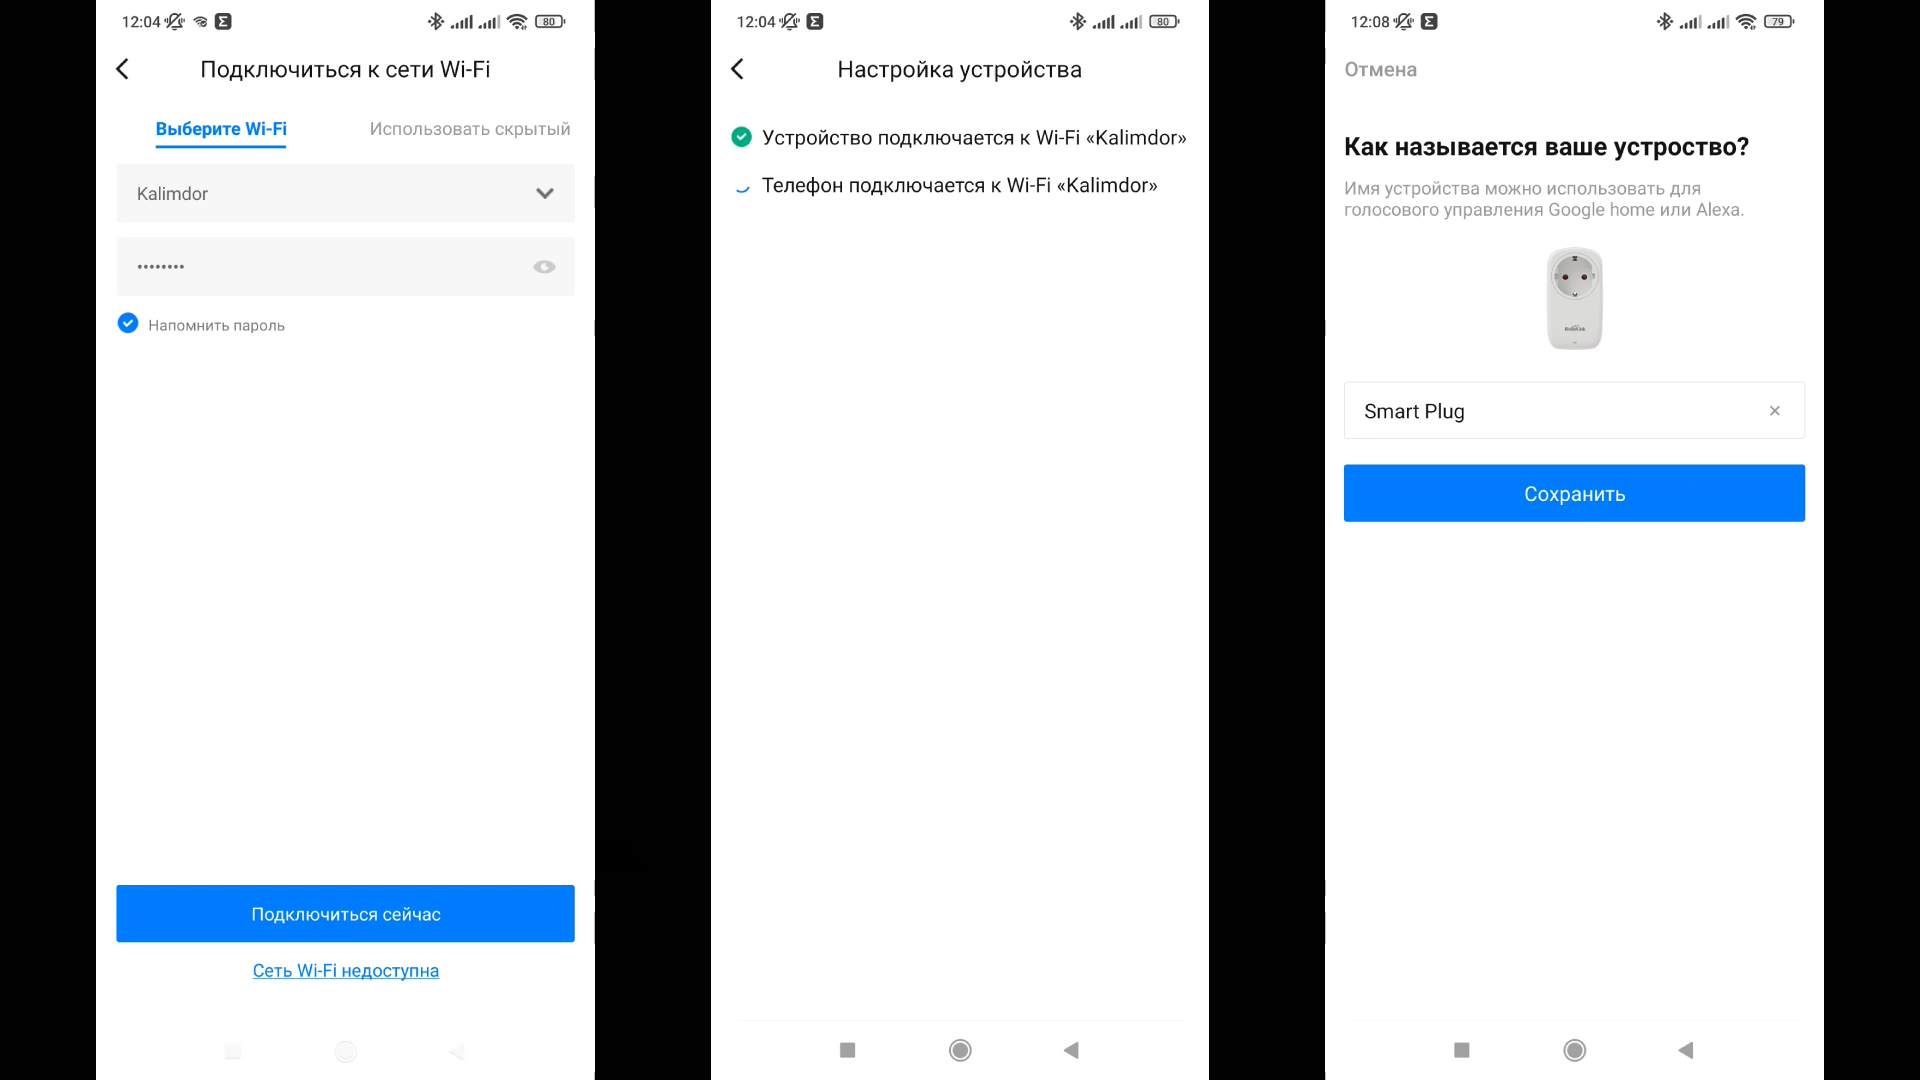 12:04
80
Подключиться к сети Wi-Fi
Выберите Wi-Fi
Использовать скрытый
Kalimdor
••••••••
Напомнить пароль
Подключиться сейчас
Сеть Wi-Fi недоступна
12:04
80
Настройка устройства
Устройство подключается к Wi-Fi «Kalimdor»
Телефон подключается к Wi-Fi «Kalimdor»
12:08
79
Отмена
Как называется ваше устроство?
Имя устройства можно использовать для
голосового управления Google home или Alexa.
Smart Plug
Сохранить